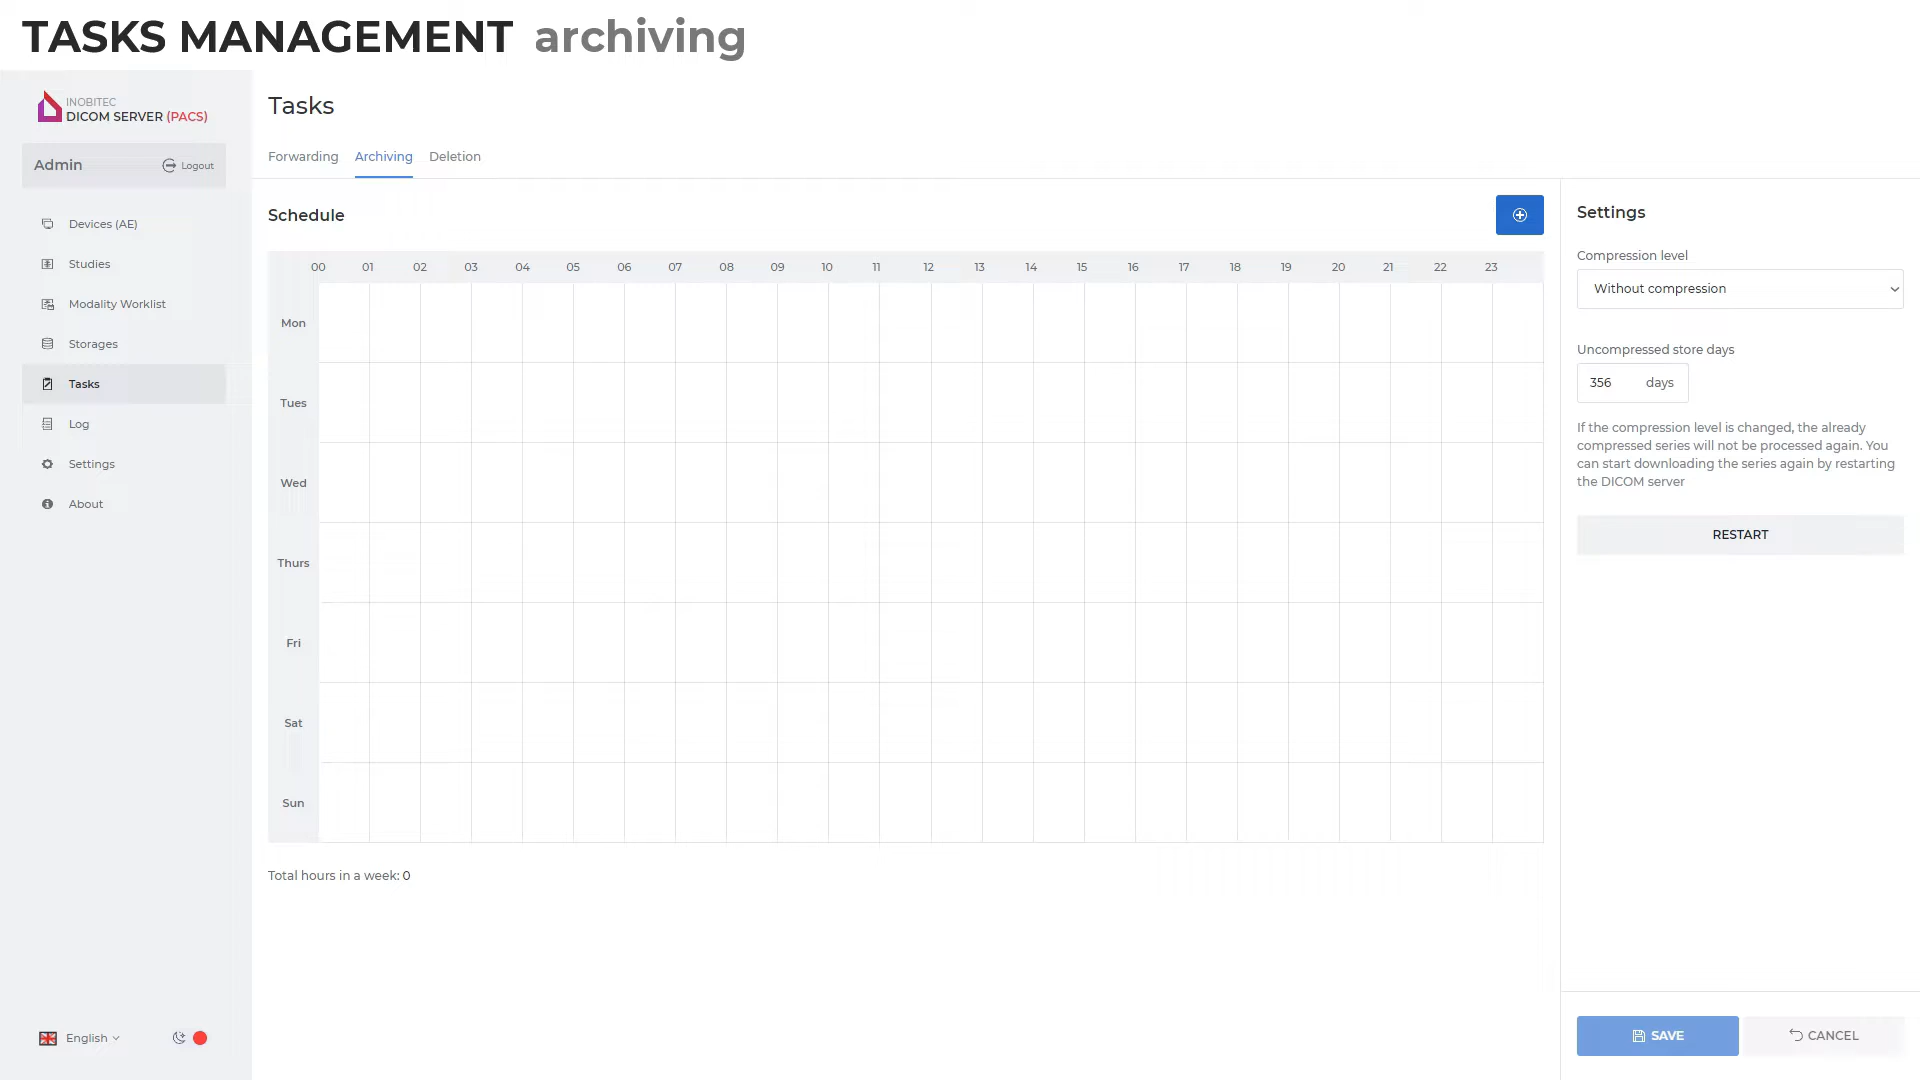 TASKS MANAGEMENT archiving
INOBITEC
DICOM SERVER (PACS)
Admin
Logout
Devices (AE)
Studies
Modality Worklist
Storages
Tasks
Log
Settings
About
English
Tasks
Forwarding Archiving Deletion
Schedule
00 01 02 03 04 05 06 07 08 09 10 11 12 13 14 15 16 17 18 19 20 21 22 23
Mon
Tues
Wed
Thurs
Fri
Sat
Sun
Total hours in a week: 0
Settings
Compression level
Without compression
Uncompressed store days
356 days
If the compression level is changed, the already
compressed series will not be processed again. You
can start downloading the series again by restarting
the DICOM server
RESTART
SAVE
CANCEL